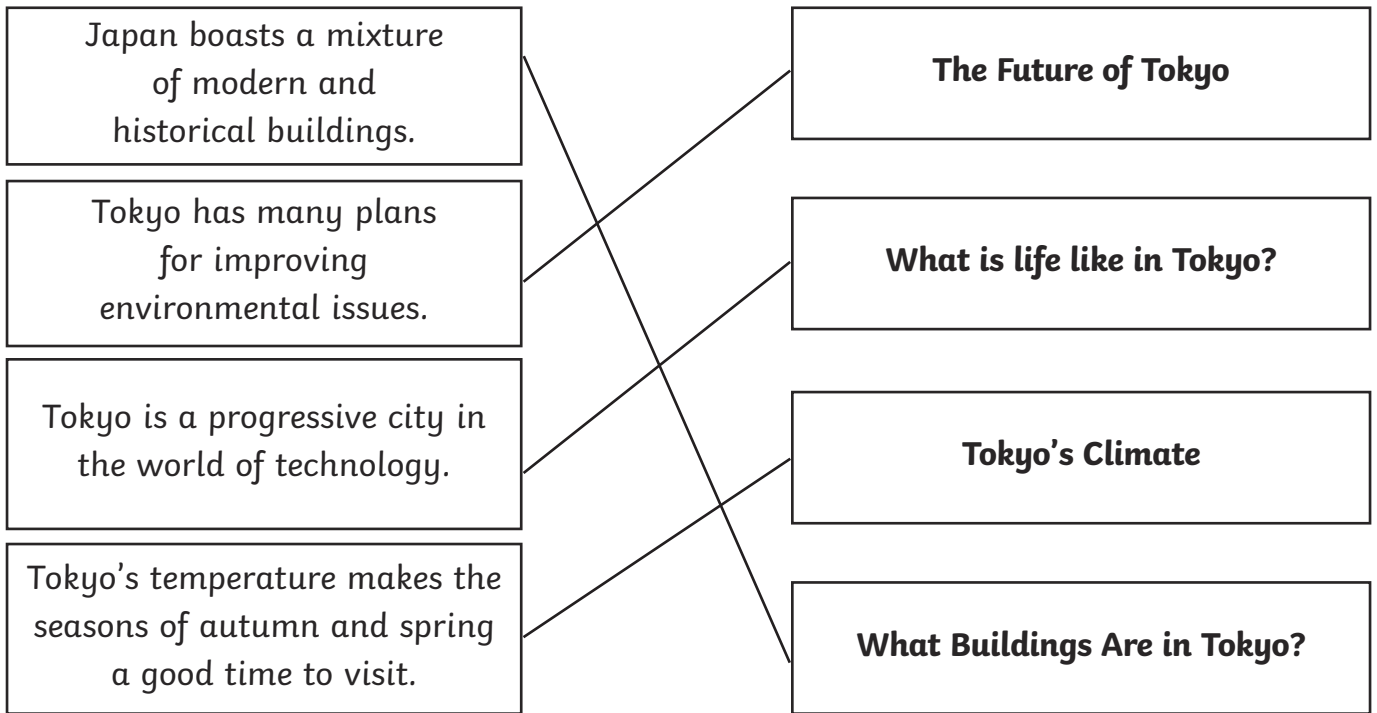 Japan boasts a mixture
of modern and
historical buildings.
Tokyo has many plans
for improving
environmental issues.
Tokyo is a progressive city in
the world of technology.
Tokyo's temperature makes the
seasons of autumn and spring
a good time to visit.
The Future of Tokyo
What is life like in Tokyo?
Tokyo's Climate
What Buildings Are in Tokyo?